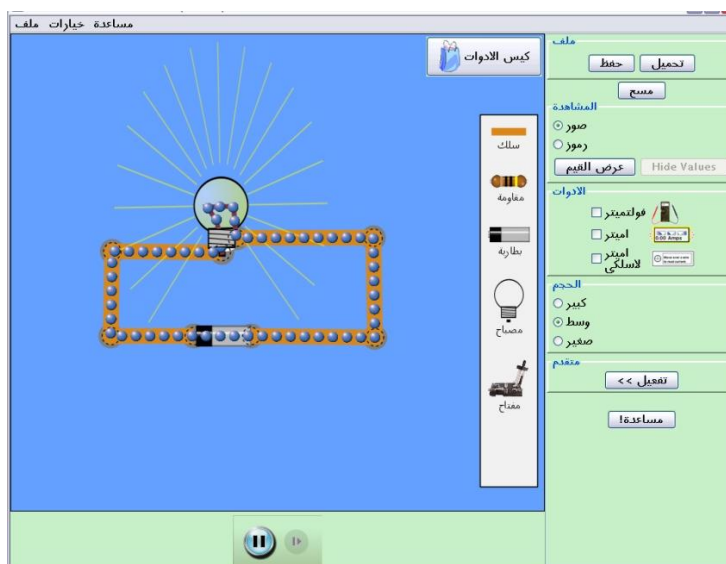 ملف خيارات مساعدة
كيس الادوات
سلك
مقاومة
بطارية
مصباح
مفتاح
ملف
تحميل حفظ
مسح
المشاهدة
صور
رموز
عرض القيم Hide Values
الادوات
فولتميتر
اميتر
0.00 Amps
اميتر
لاسلكي
الحجم
كبير
وسط
صغير
متقدم
تفعيل >>
مساعدة!